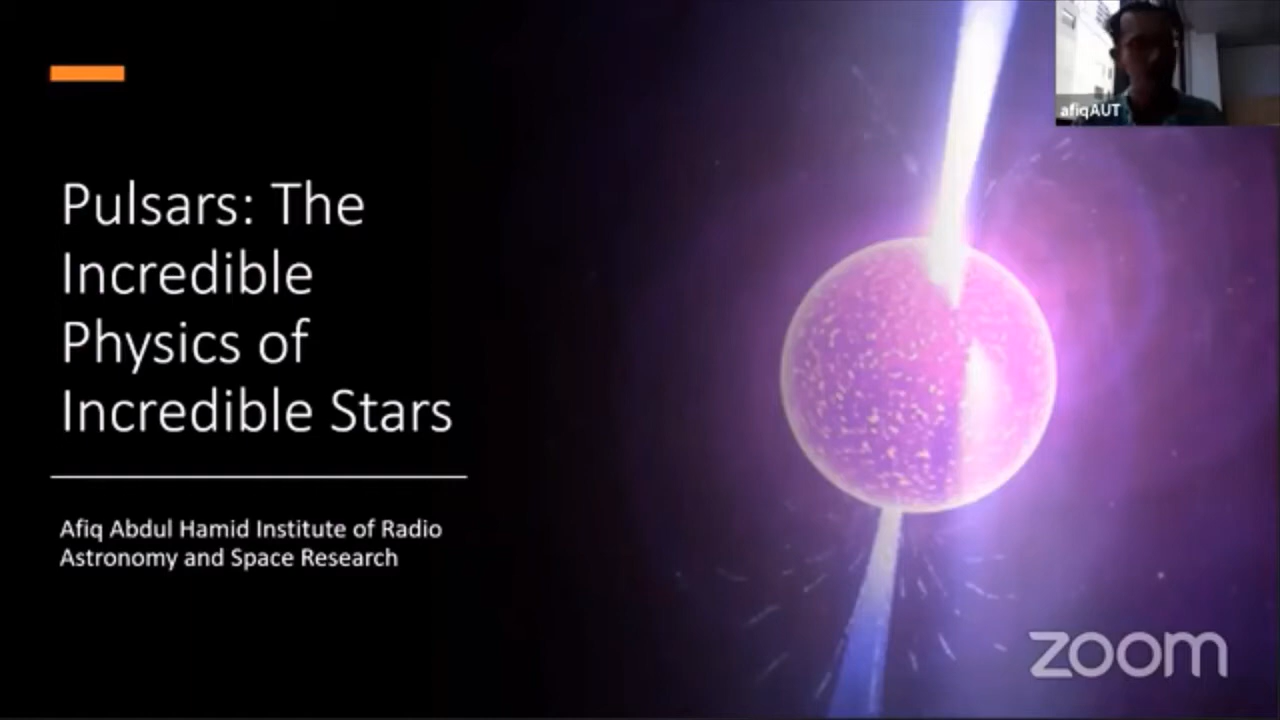 afiqAUT
Pulsars: The
Incredible
Physics of
Incredible Stars
Afiq Abdul Hamid Institute of Radio
Astronomy and Space Research
zoom